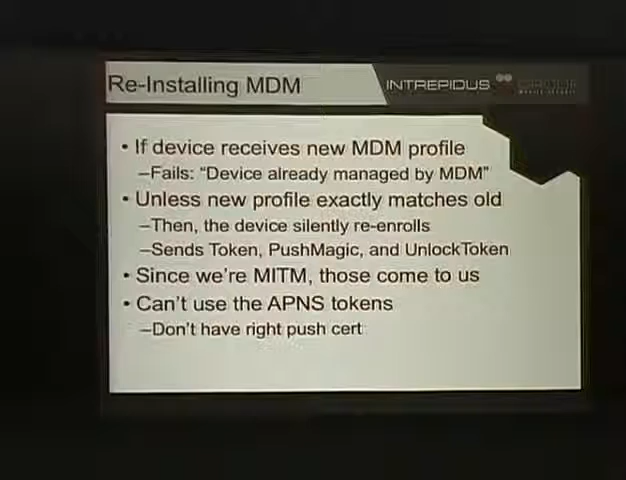 Re-Installing MDM
INTREPIDUS
• If device receives new MDM profile
–Fails: “Device already managed by MDM”
• Unless new profile exactly matches old
–Then, the device silently re-enrolls
–Sends Token, PushMagic, and UnlockToken
• Since we’re MITM, those come to us
• Can’t use the APNS tokens
–Don’t have right push cert